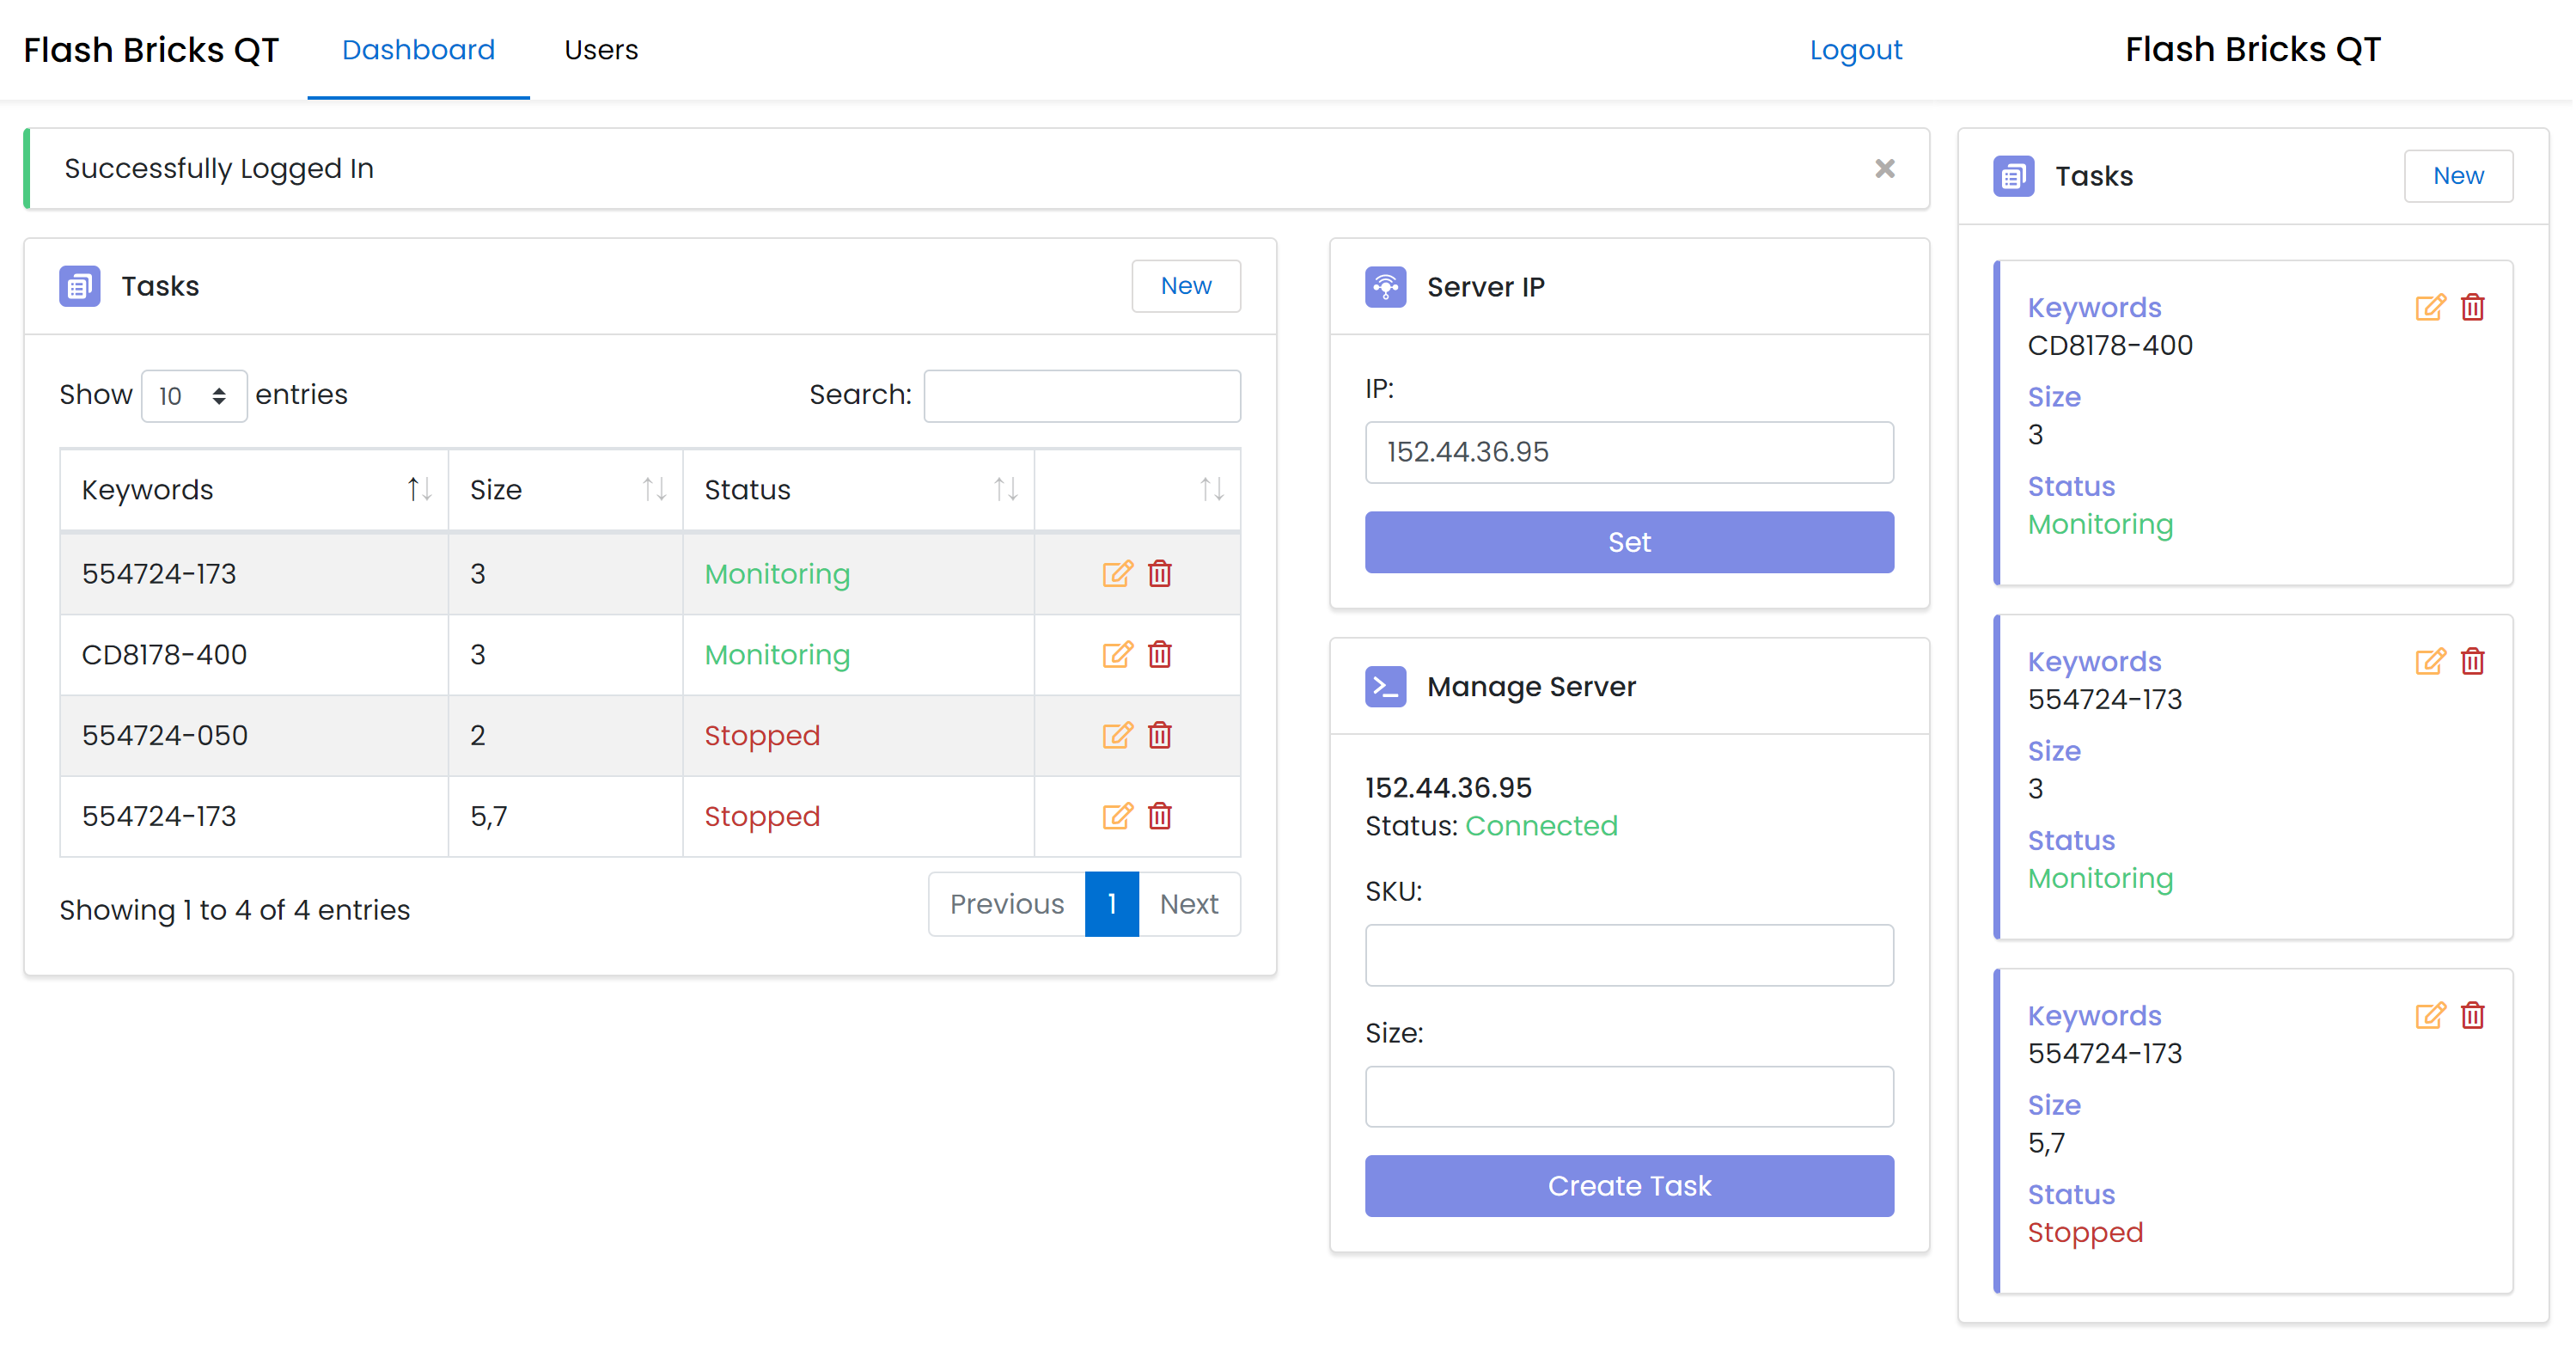 Flash Bricks QT Dashboard Users Logout
Successfully Logged In ×
Tasks New
Show 10 entries Search:
Keywords Size Status
554724-173 3 Monitoring
CD8178-400 3 Monitoring
554724-050 2 Stopped
554724-173 5,7 Stopped
Showing 1 to 4 of 4 entries Previous 1 Next
Server IP
IP:
152.44.36.95
Set
Manage Server
152.44.36.95
Status: Connected
SKU:
Size:
Create Task
Flash Bricks QT
Tasks New
Keywords
CD8178-400
Size
3
Status
Monitoring
Keywords
554724-173
Size
3
Status
Monitoring
Keywords
554724-173
Size
5,7
Status
Stopped